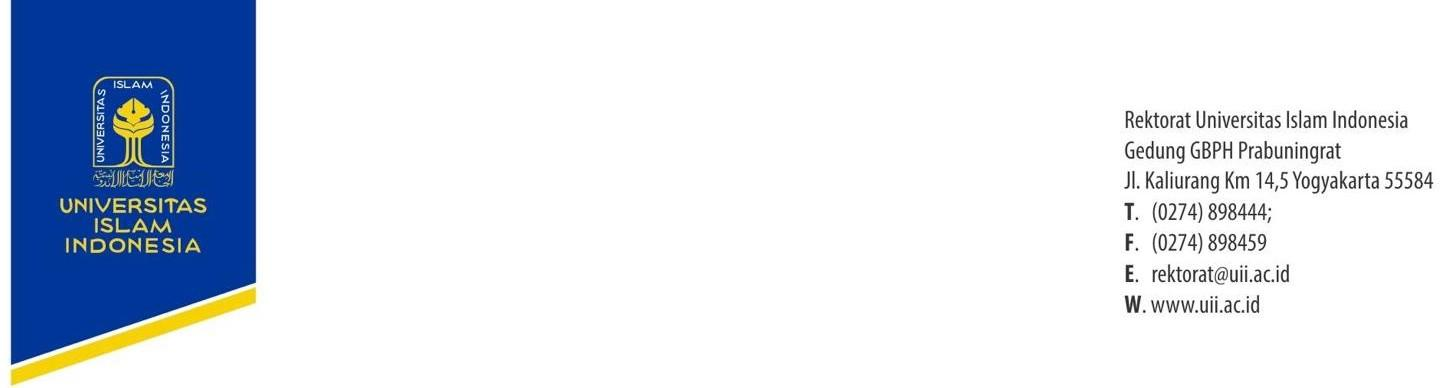 UNIVERSITAS ISLAM INDONESIA
UNIVERSITAS
ISLAM
INDONESIA
Rektorat Universitas Islam Indonesia
Gedung GBPH Prabuningrat
Jl. Kaliurang Km 14,5 Yogyakarta 55584
T. (0274) 898444;
F. (0274) 898459
E. rektorat@uii.ac.id
W. www.uii.ac.id